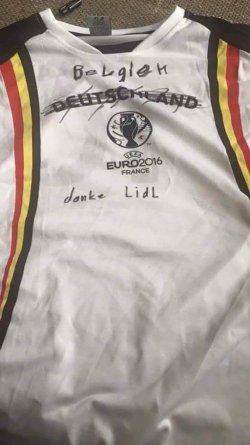 BelgieN
DEUTSCHLAND
UEFA
EURO2016
FRANCE
danke LidL